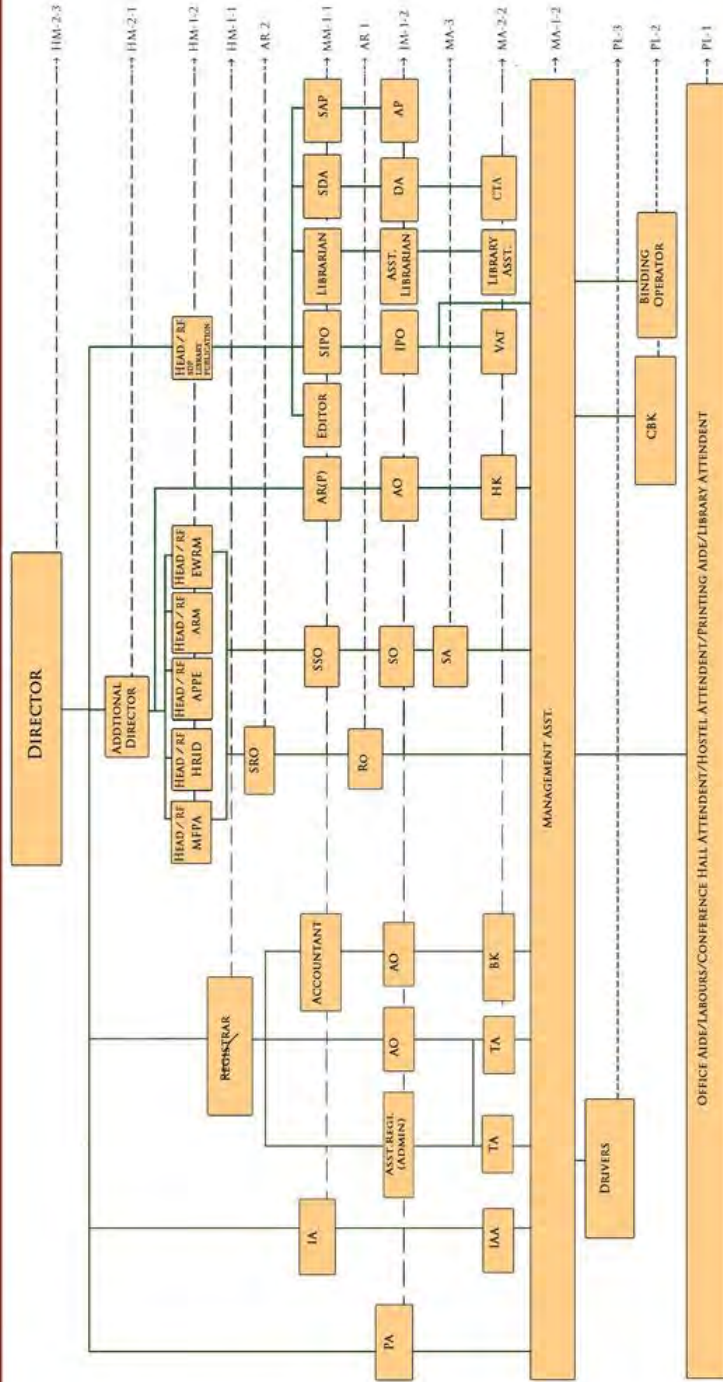 DIRECTOR
HM-2-3
ADDTIONAL
DIRECTOR
HM-2-1
HEAD/RF
MFPA
HEAD/RF
HRID
HEAD/RF
APPE
HEAD/RF
ARM
HEAD/RF
EWRM
HEAD/RF
SDP
LIBRARY
PUBLICATION
HM-1-2
REGISTRAR
HM-1-1
SRO
AR 2
IA
ACCOUNTANT
SSO
AR(P)
EDITOR
SIPO
LIBRARIAN
SDA
SAP
MM-1-1
RO
AR 1
PA
ASST.REGI.
(ADMIN)
AO
AO
SO
AO
IPO
ASST.
LIBRARIAN
DA
AP
JM-1-2
SA
MA-3
IAA
TA
TA
BK
HK
VAT
LIBRARY
ASST.
CTA
MA-2-2
MANAGEMENT ASST.
MA-1-2
DRIVERS
PL-3
CBK
BINDING
OPERATOR
PL-2
OFFICE AIDE/LABOURS/CONFERENCE HALL ATTENDENT/HOSTEL ATTENDENT/PRINTING AIDE/LIBRARY ATTENDENT
PL-1